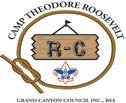 CAMP THEODORE ROOSEVELT
R-C
GRAND CANYON COUNCIL INC., BSA